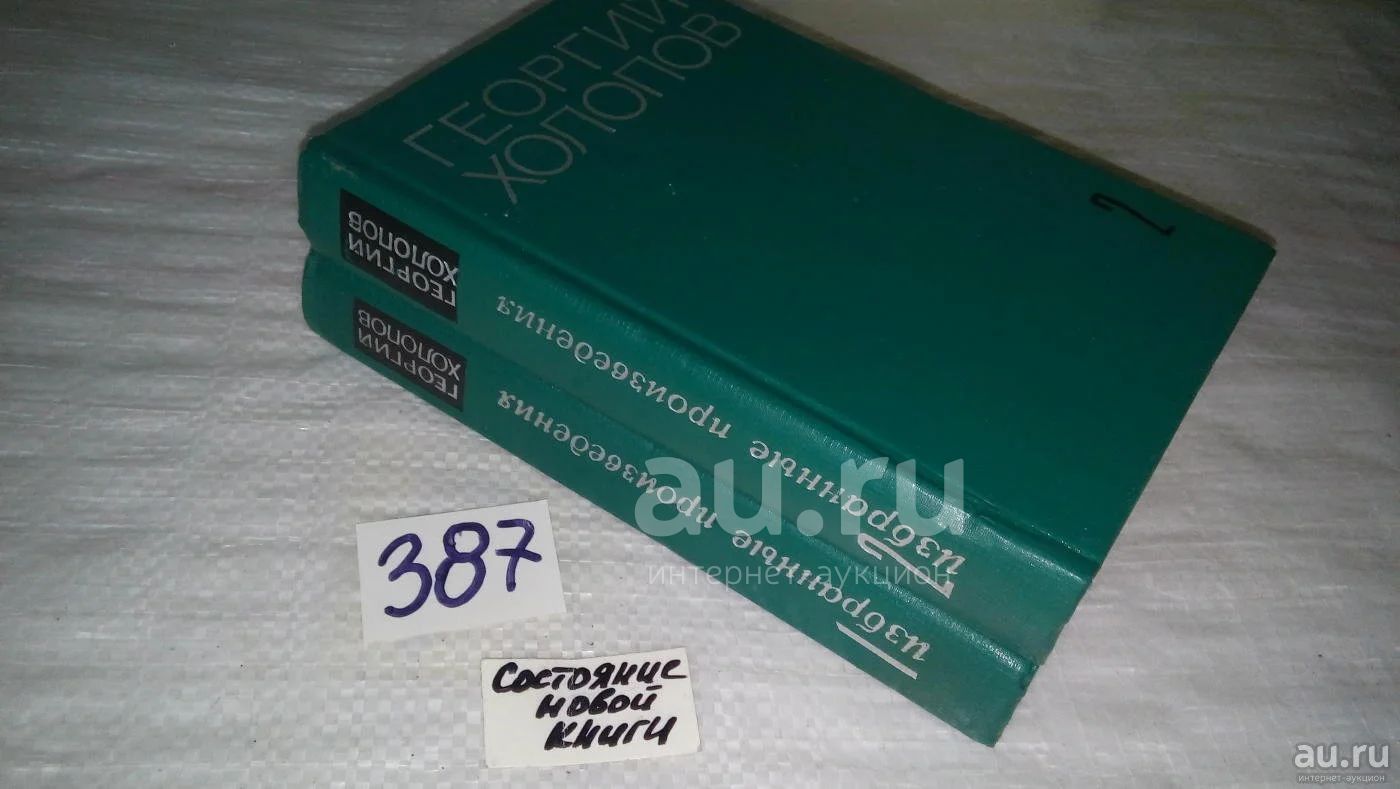 ГЕОРГИЙ
ХОЛОПОВ
2
ГЕОРГИЙ
ХОЛОПОВ
избранные произведения
2
ГЕОРГИЙ
ХОЛОПОВ
избранные произведения
1
au.ru
интернет-аукцион
387
Состояние
новой
книги
au.ru
интернет-аукцион